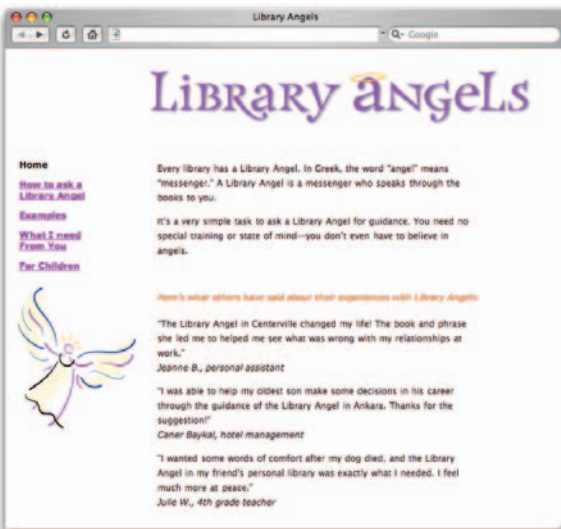 Library Angels
Google
LiBRARY aNGeLs
Home
How to ask a
Library Angel
Examples
What I need
From You
For Children
Every library has a Library Angel. In Greek, the word "angel" means
"messenger." A Library Angel is a messenger who speaks through the
books to you.
It's a very simple task to ask a Library Angel for guidance. You need no
special training or state of mind—you don't even have to believe in
angels.
Here's what others have said about their experiences with Library Angels:
"The Library Angel in Centerville changed my life! The book and phrase
she led me to helped me see what was wrong with my relationships at
work."
Jeanne B., personal assistant
"I was able to help my oldest son make some decisions in his career
through the guidance of the Library Angel in Ankara. Thanks for the
suggestion!"
Caner Baykal, hotel management
"I wanted some words of comfort after my dog died, and the Library
Angel in my friend's personal library was exactly what I needed. I feel
much more at peace."
Julie W., 4th grade teacher